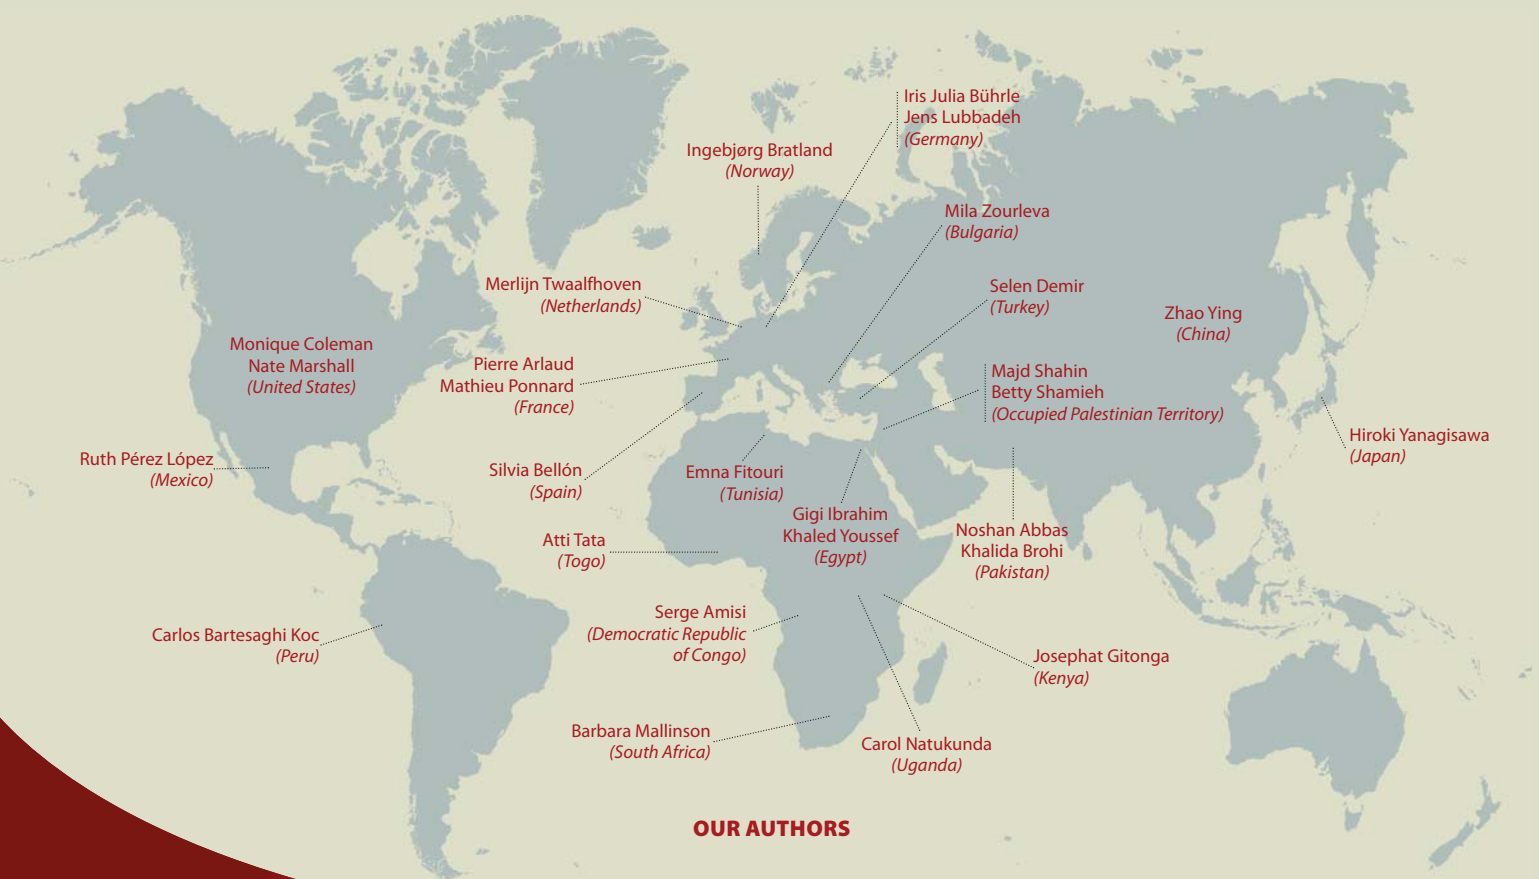 Iris Julia Bührle
Jens Lubbadeh
(Germany)
Ingebjørg Bratland
(Norway)
Mila Zourleva
(Bulgaria)
Merlijn Twaalfhoven
(Netherlands)
Selen Demir
(Turkey)
Zhao Ying
(China)
Monique Coleman
Nate Marshall
(United States)
Pierre Arlaud
Mathieu Ponnard
(France)
Majd Shahin
Betty Shamieh
(Occupied Palestinian Territory)
Hiroki Yanagisawa
(Japan)
Ruth Pérez López
(Mexico)
Silvia Bellón
(Spain)
Emna Fitouri
(Tunisia)
Gigi Ibrahim
Khaled Youssef
(Egypt)
Noshan Abbas
Khalida Brohi
(Pakistan)
Atti Tata
(Togo)
Serge Amisi
(Democratic Republic
of Congo)
Carlos Bartesaghi Koc
(Peru)
Josephat Gitonga
(Kenya)
Barbara Mallinson
(South Africa)
Carol Natukunda
(Uganda)
OUR AUTHORS